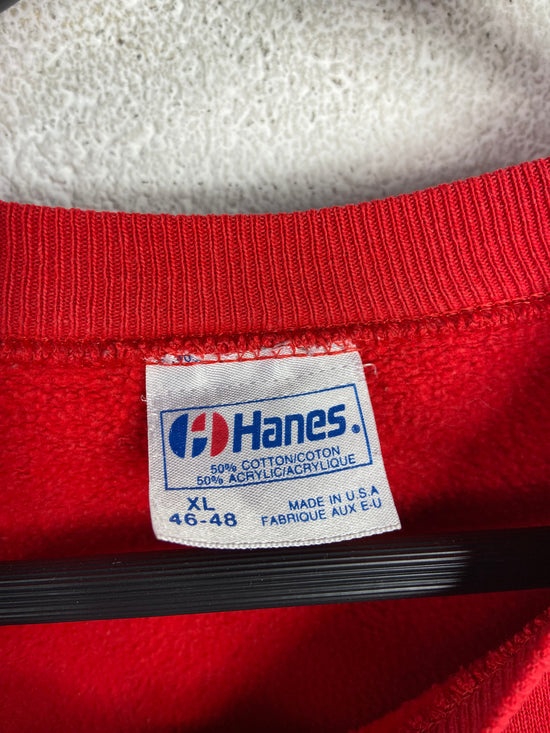 Hanes®
50% COTTON/COTON
50% ACRYLIC/ACRYLIQUE
XL
46-48
MADE IN U.S.A
FABRIQUE AUX E-U